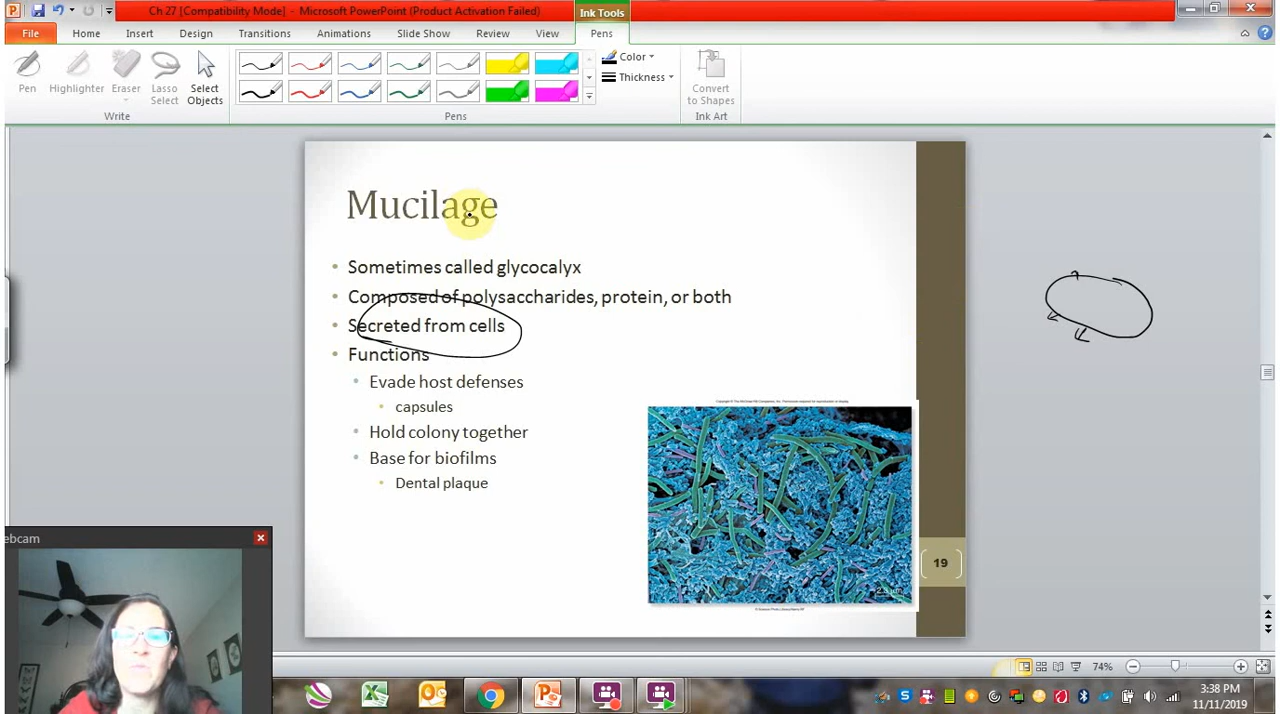 Ch 27 [Compatibility Mode] - Microsoft PowerPoint (Product Activation Failed)
Ink Tools
File Home Insert Design Transitions Animations Slide Show Review View Pens
Pen
Highlighter
Eraser
Lasso Select
Select Objects
Color
Thickness
Convert to Shapes
Write
Pens
Ink Art
Mucilage
• Sometimes called glycocalyx
• Composed of polysaccharides, protein, or both
• Secreted from cells
• Functions
• Evade host defenses
• capsules
• Hold colony together
• Base for biofilms
• Dental plaque
19
ebcam
74%
3:38 PM
11/11/2019